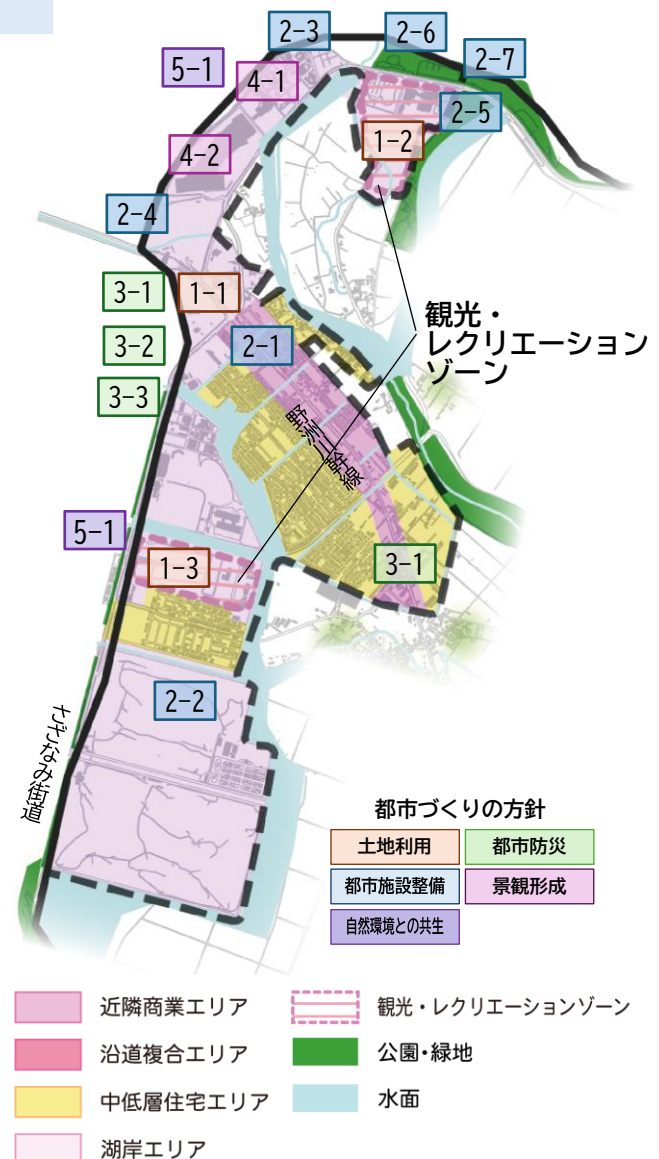 2-3
2-6
2-7
5-1
4-1
2-5
1-2
4-2
2-4
3-1
1-1
観光・
レクリエーション
ゾーン
3-2
2-1
3-3
野洲川幹線
5-1
1-3
3-1
2-2
さざなみ街道
都市づくりの方針
土地利用
都市防災
都市施設整備
景観形成
自然環境との共生
近隣商業エリア
観光・レクリエーションゾーン
沿道複合エリア
公園・緑地
中低層住宅エリア
水面
湖岸エリア